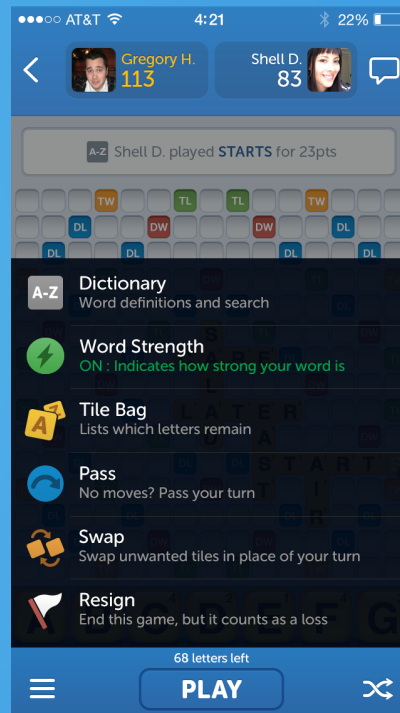 AT&T 4:21 22%
Gregory H. Shell D.
113 83
A-Z Shell D. played STARTS for 23pts
TW TL TL TW
DL DW DW DL
DL DL DL DL
A-Z Dictionary
Word definitions and search
Word Strength
ON : Indicates how strong your word is
A Z Tile Bag
Lists which letters remain
L A T E R
Pass
No moves? Pass your turn
S T A R T
Swap
Swap unwanted tiles in place of your turn
Resign
End this game, but it counts as a loss
A B C D E F G
68 letters left
PLAY